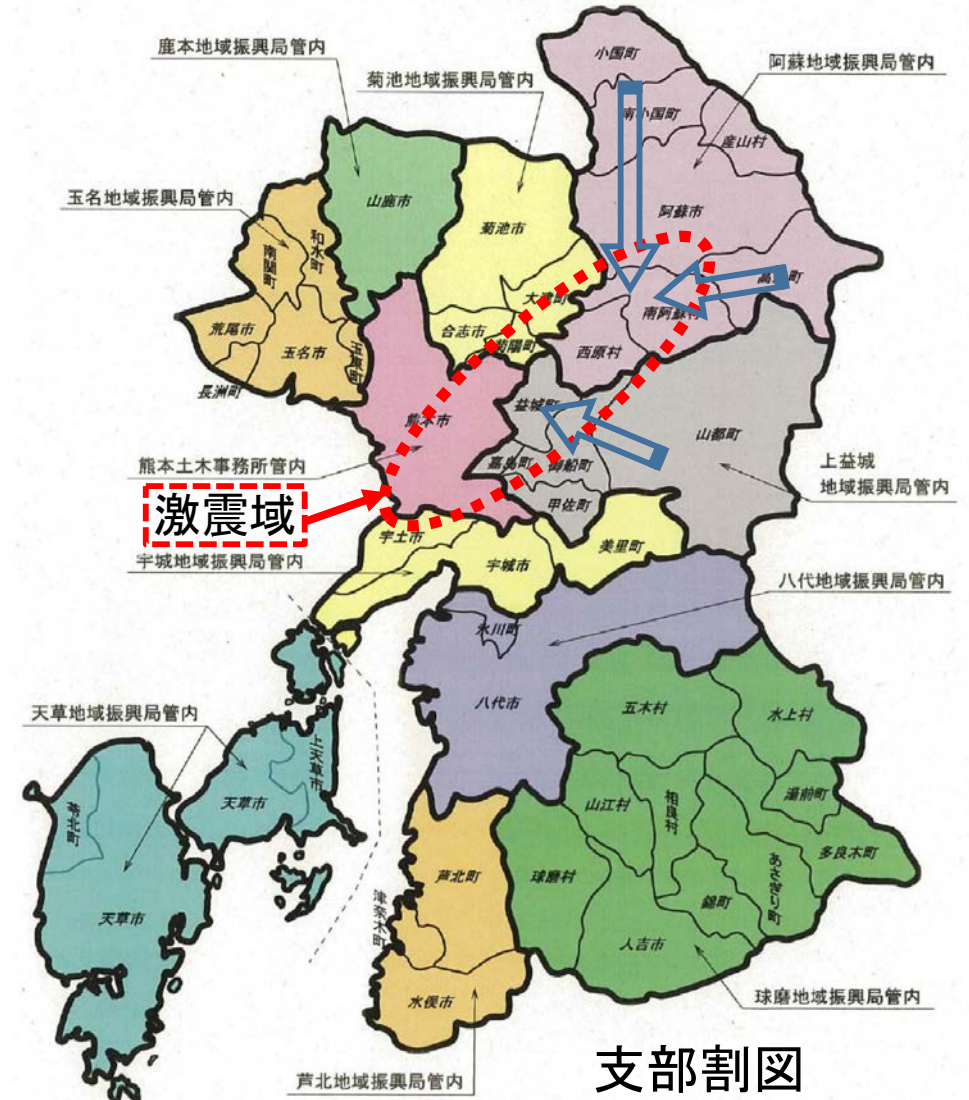 小国町
鹿本地域振興局管内
阿蘇地域振興局管内
菊池地域振興局管内
南小国町
産山村
玉名地域振興局管内
山鹿市
阿蘇市
菊池市
和水町
南関町
高森町
大津町
南阿蘇村
荒尾市
合志市
菊陽町
玉名市
玉東町
西原村
長洲町
益城町
熊本市
山都町
熊本土木事務所管内
嘉島町
御船町
上益城
地域振興局管内
激震域
甲佐町
宇土市
美里町
宇城地域振興局管内
宇城市
八代地域振興局管内
氷川町
八代市
五木村
水上村
天草地域振興局管内
上天草市
湯前町
天草市
山江村
相良村
苓北町
多良木町
あさぎり町
芦北町
球磨村
錦町
天草市
津奈木町
人吉市
水俣市
球磨地域振興局管内
支部割図
芦北地域振興局管内